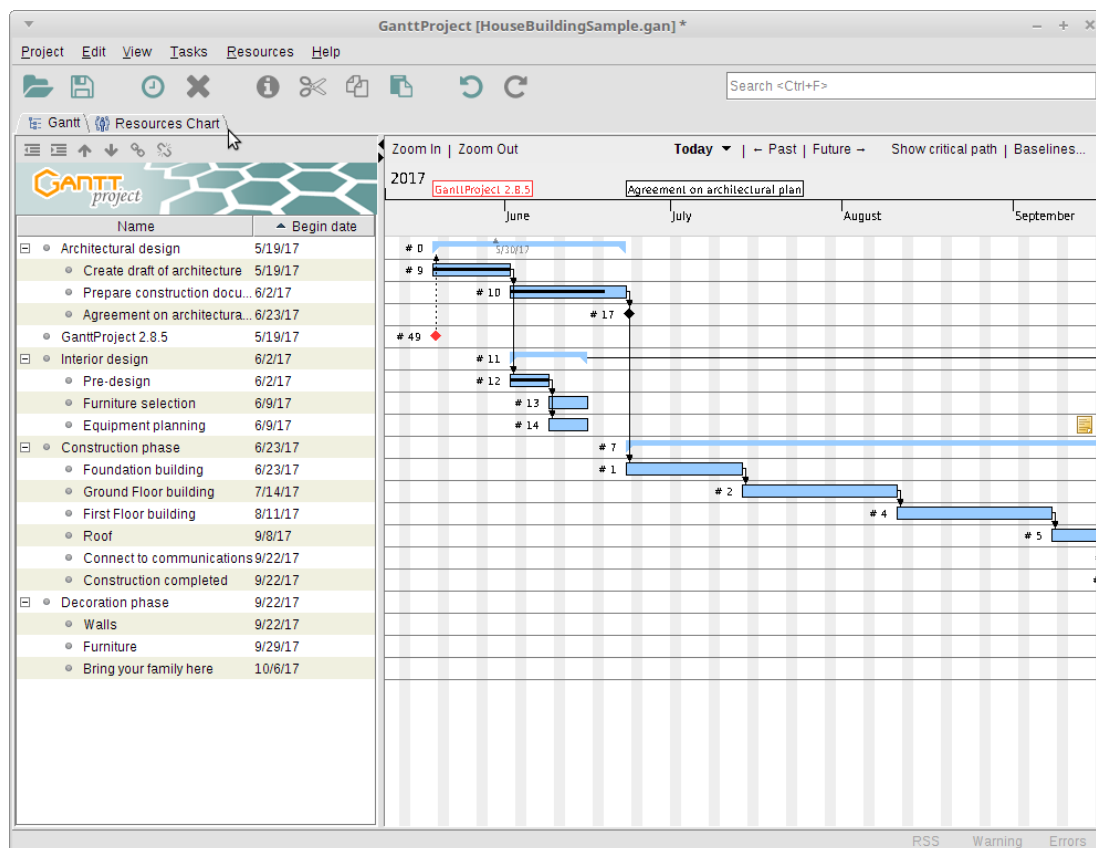 GanttProject [HouseBuildingSample.gan] *
Project Edit View Tasks Resources Help
Search <Ctrl+F>
Gantt Resources Chart
Zoom In | Zoom Out Today | ← Past | Future → Show critical path | Baselines...
GANTT project
2017
GanttProject 2.8.5 Agreement on architectural plan
June July August September
Name Begin date
Architectural design 5/19/17 # 0 5/30/17
Create draft of architecture 5/19/17 # 9
Prepare construction docu... 6/2/17 # 10
Agreement on architectura... 6/23/17 # 17
GanttProject 2.8.5 5/19/17 # 49
Interior design 6/2/17 # 11
Pre-design 6/2/17 # 12
Furniture selection 6/9/17 # 13
Equipment planning 6/9/17 # 14
Construction phase 6/23/17 # 7
Foundation building 6/23/17 # 1
Ground Floor building 7/14/17 # 2
First Floor building 8/11/17 # 4
Roof 9/8/17 # 5
Connect to communications 9/22/17
Construction completed 9/22/17
Decoration phase 9/22/17
Walls 9/22/17
Furniture 9/29/17
Bring your family here 10/6/17
RSS Warning Errors